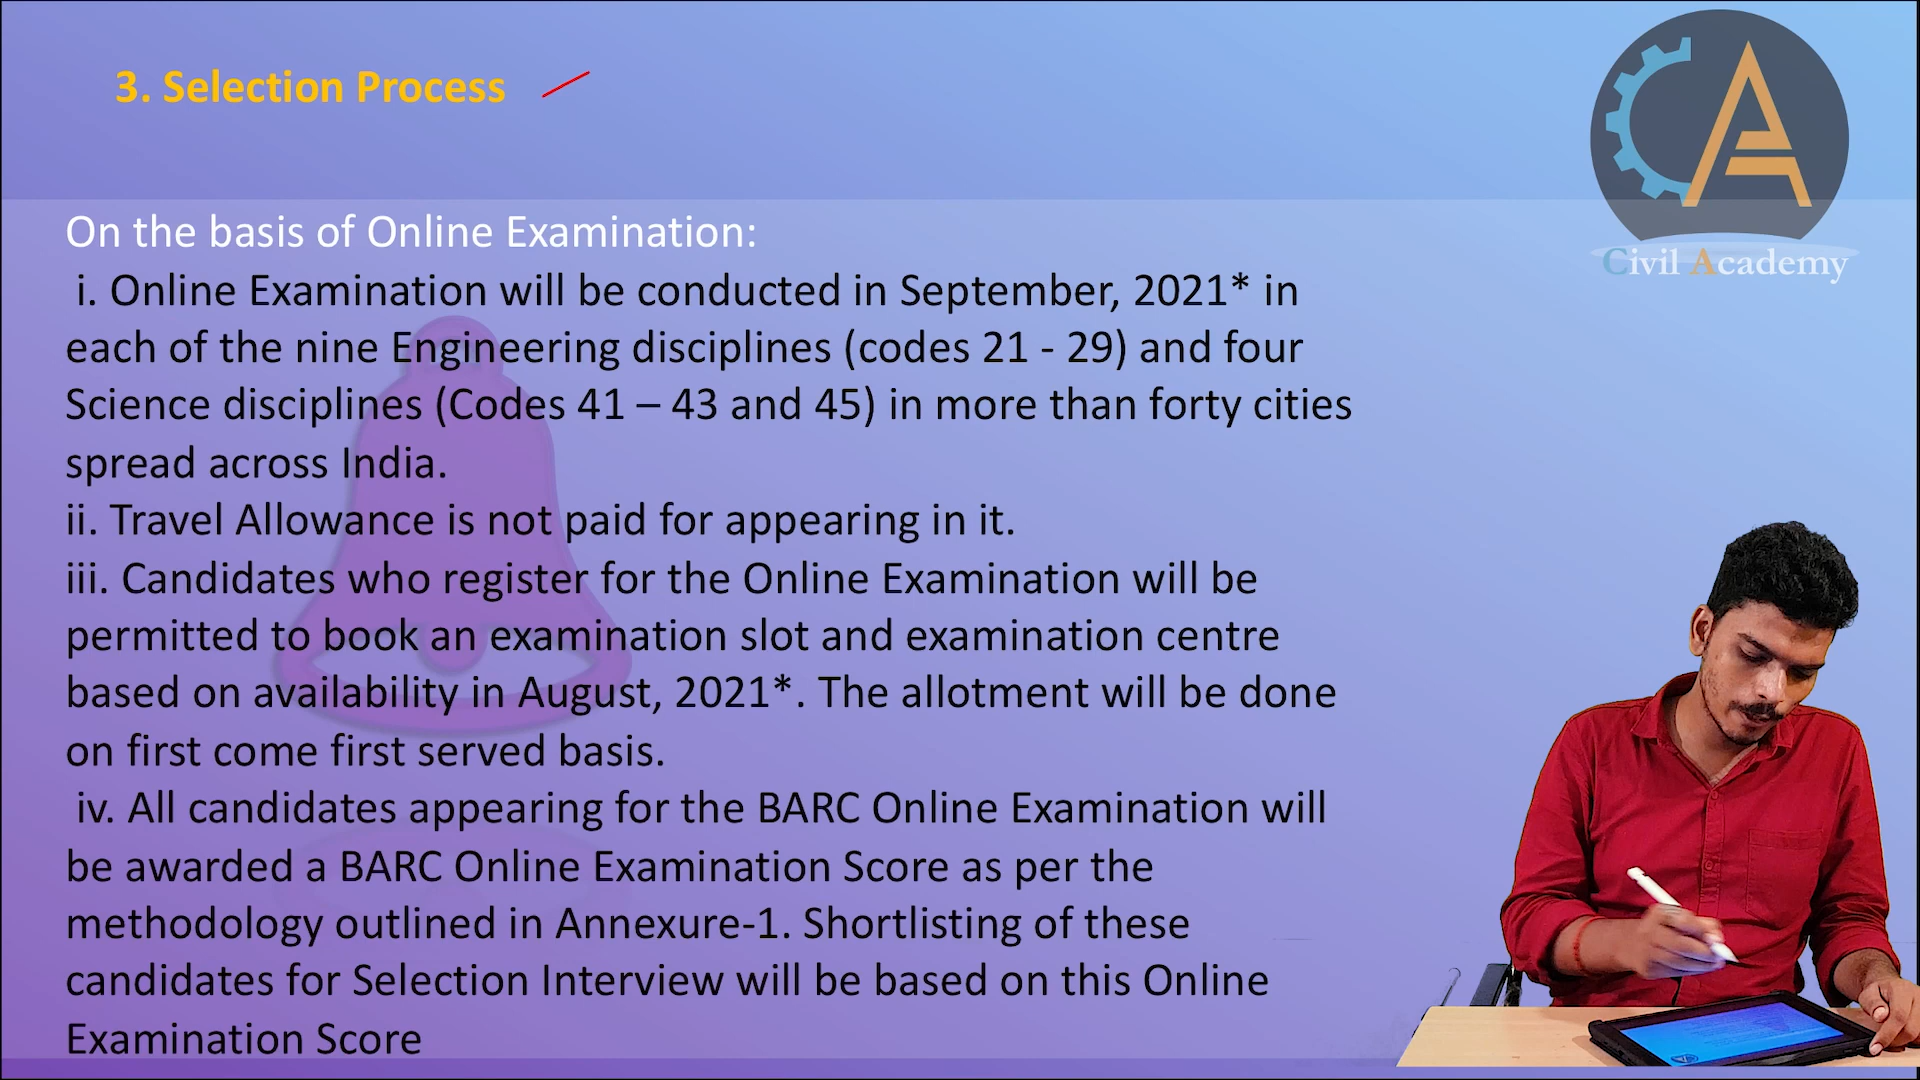 3. Selection Process
Civil Academy
On the basis of Online Examination:
i. Online Examination will be conducted in September, 2021* in
each of the nine Engineering disciplines (codes 21 - 29) and four
Science disciplines (Codes 41 – 43 and 45) in more than forty cities
spread across India.
ii. Travel Allowance is not paid for appearing in it.
iii. Candidates who register for the Online Examination will be
permitted to book an examination slot and examination centre
based on availability in August, 2021*. The allotment will be done
on first come first served basis.
iv. All candidates appearing for the BARC Online Examination will
be awarded a BARC Online Examination Score as per the
methodology outlined in Annexure-1. Shortlisting of these
candidates for Selection Interview will be based on this Online
Examination Score